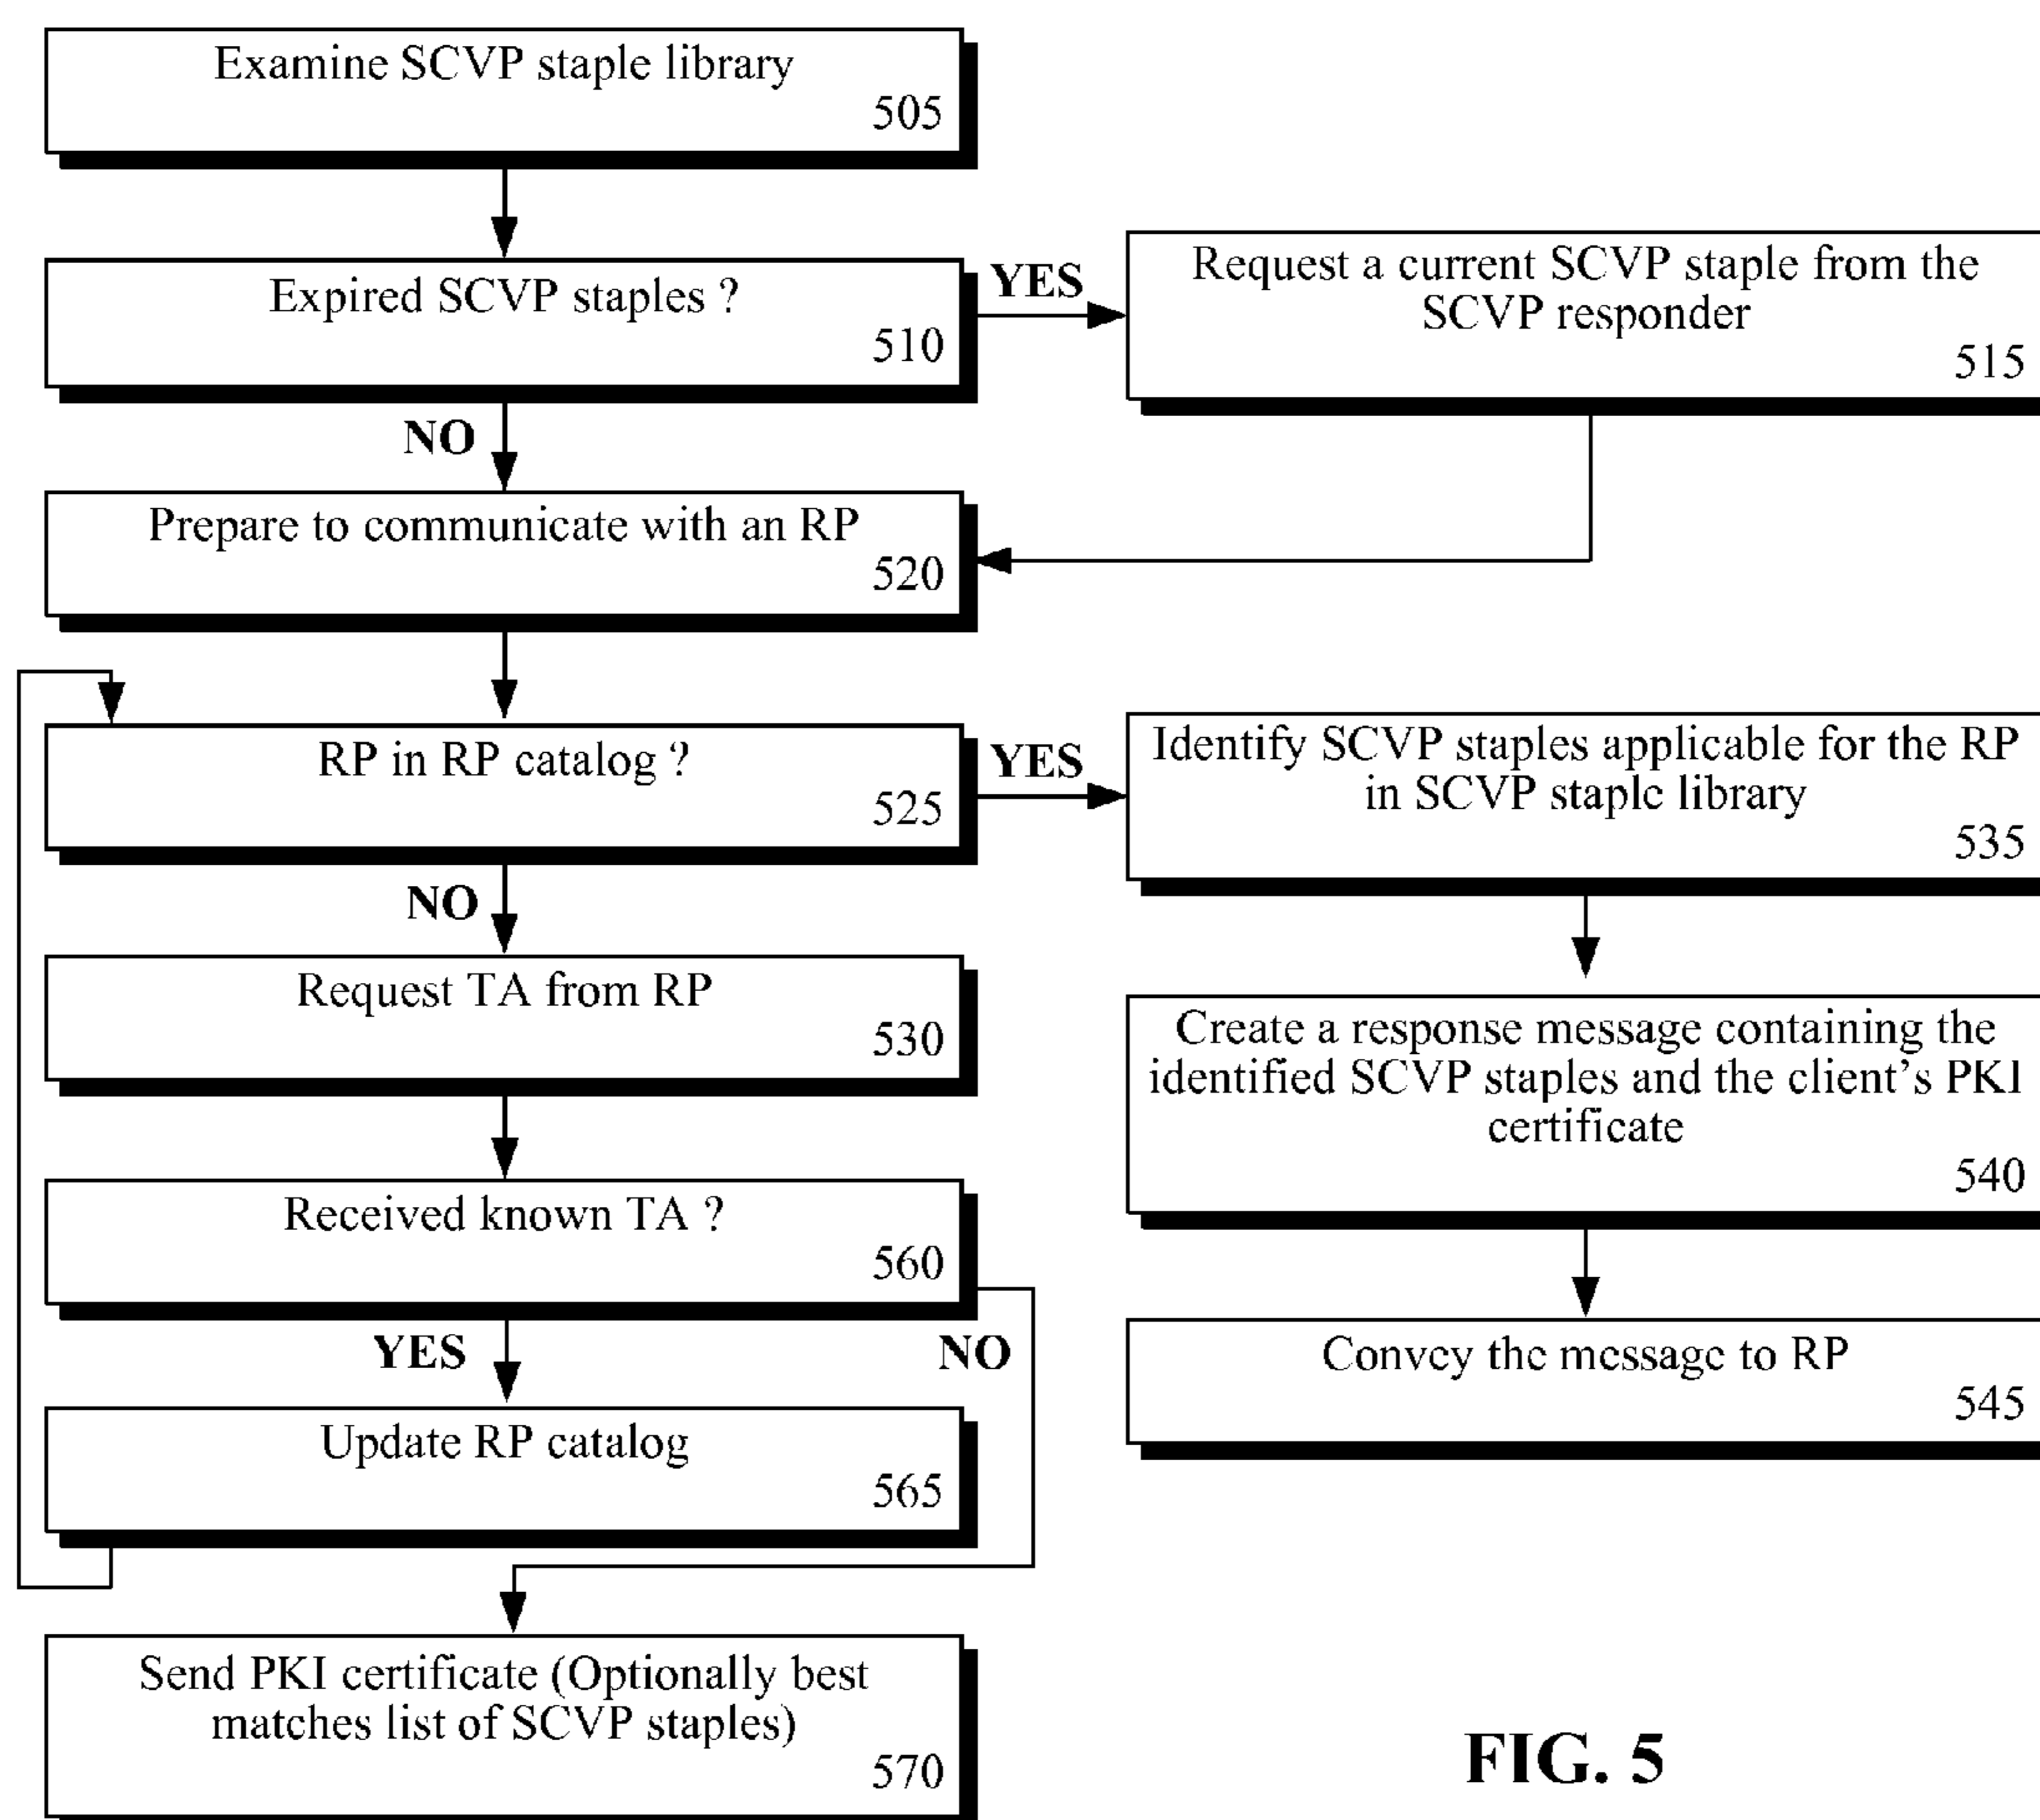 Examine SCVP staple library
505
Expired SCVP staples ?
510
YES
Request a current SCVP staple from the
SCVP responder
515
NO
Prepare to communicate with an RP
520
RP in RP catalog ?
525
YES
Identify SCVP staples applicable for the RP
in SCVP staple library
535
NO
Request TA from RP
530
Create a response message containing the
identified SCVP staples and the client's PKI
certificate
540
Received known TA ?
560
YES
NO
Convey the message to RP
545
Update RP catalog
565
Send PKI certificate (Optionally best
matches list of SCVP staples)
570
FIG. 5